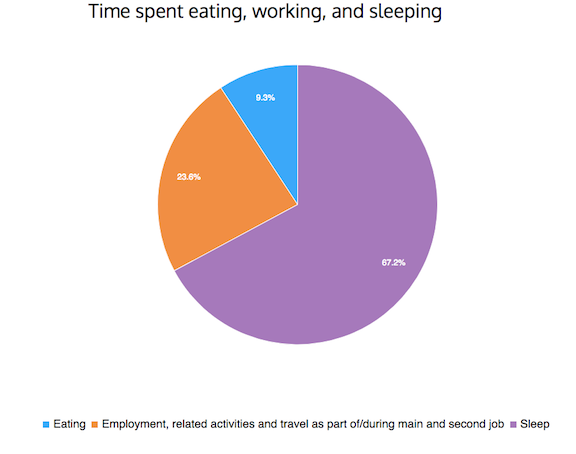 Time spent eating, working, and sleeping
9.3%
23.6%
67.2%
Eating Employment, related activities and travel as part of/during main and second job Sleep